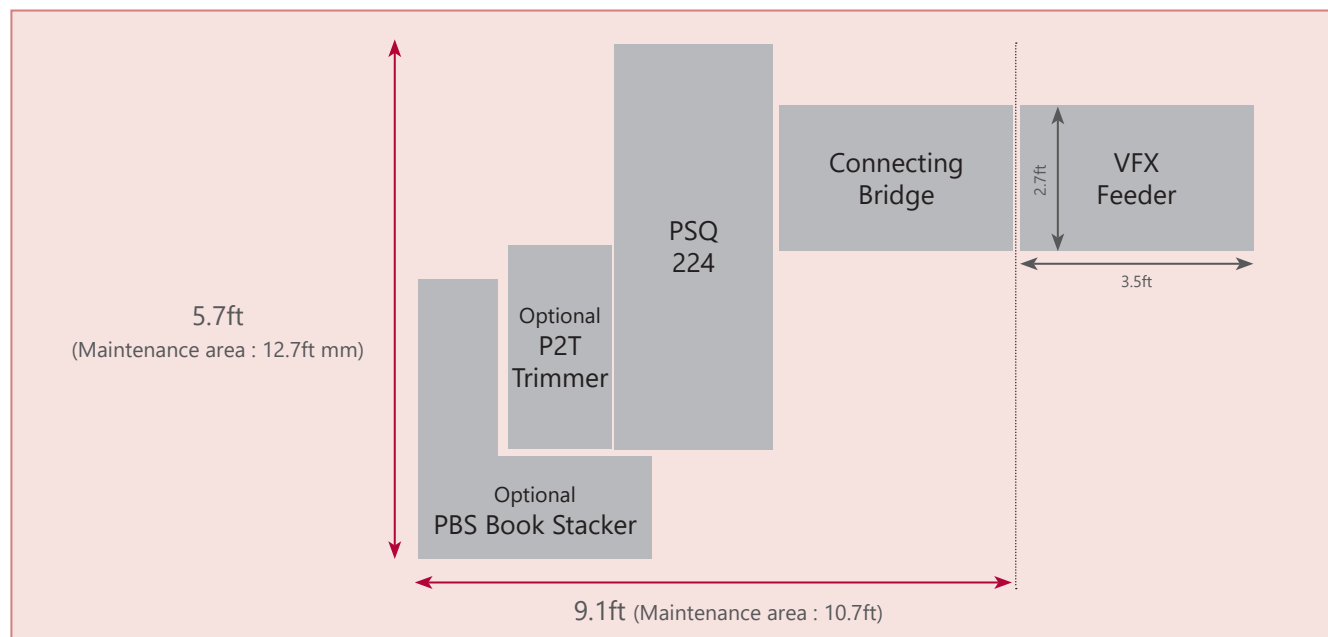 Connecting
Bridge
2.7ft
VFX
Feeder
PSQ
224
3.5ft
5.7ft
(Maintenance area : 12.7ft mm)
Optional
P2T
Trimmer
Optional
PBS Book Stacker
9.1ft (Maintenance area : 10.7ft)